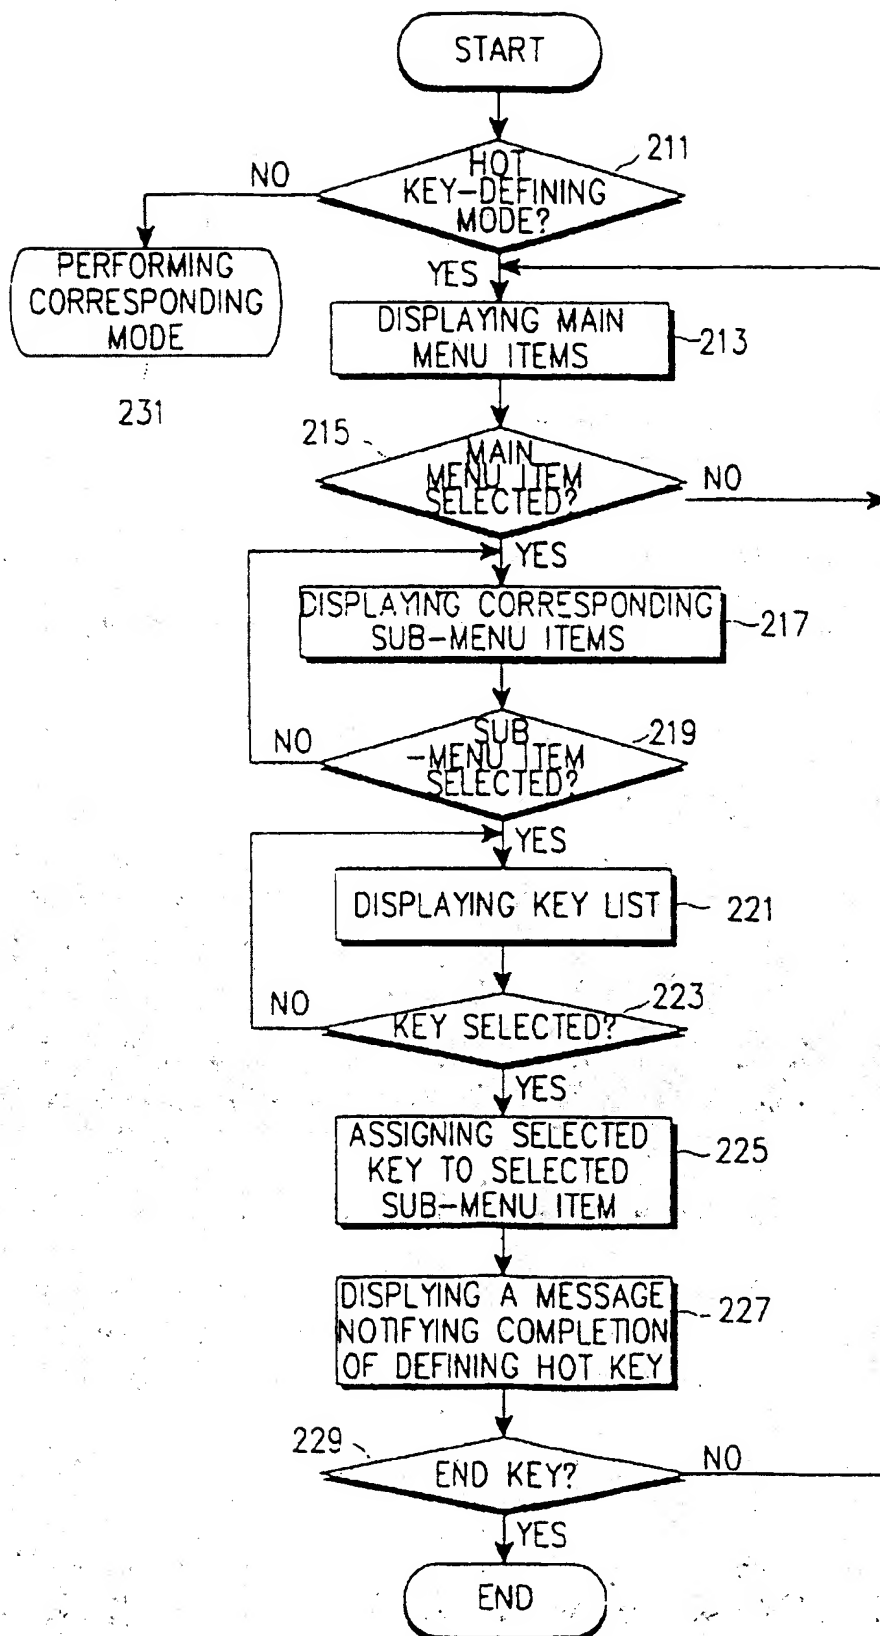 START
211
HOT
KEY-DEFINING
MODE?
NO
YES
PERFORMING
CORRESPONDING
MODE
231
DISPLAYING MAIN
MENU ITEMS
213
215
MAIN
MENU ITEM
SELECTED?
NO
YES
DISPLAYING CORRESPONDING
SUB-MENU ITEMS
217
219
SUB
-MENU ITEM
SELECTED?
NO
YES
DISPLAYING KEY LIST
221
223
KEY SELECTED?
NO
YES
ASSIGNING SELECTED
KEY TO SELECTED
SUB-MENU ITEM
225
DISPLYING A MESSAGE
NOTIFYING COMPLETION
OF DEFINING HOT KEY
227
229
END KEY?
NO
YES
END